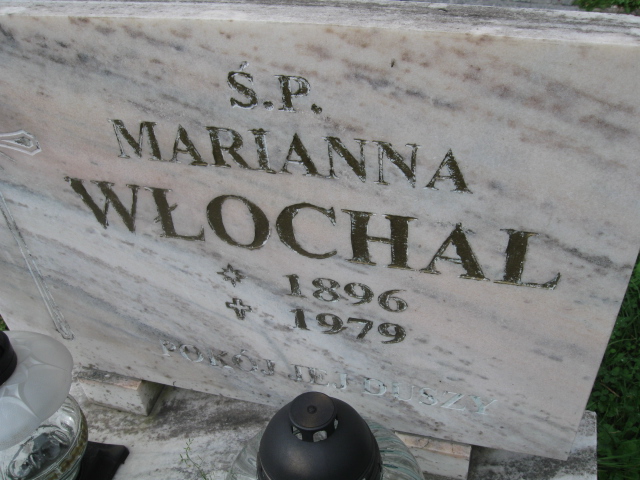 Ś.P.
MARIANNA
WŁOCHAL
* 1896
✝ 1979
POKÓJ JEJ DUSZY